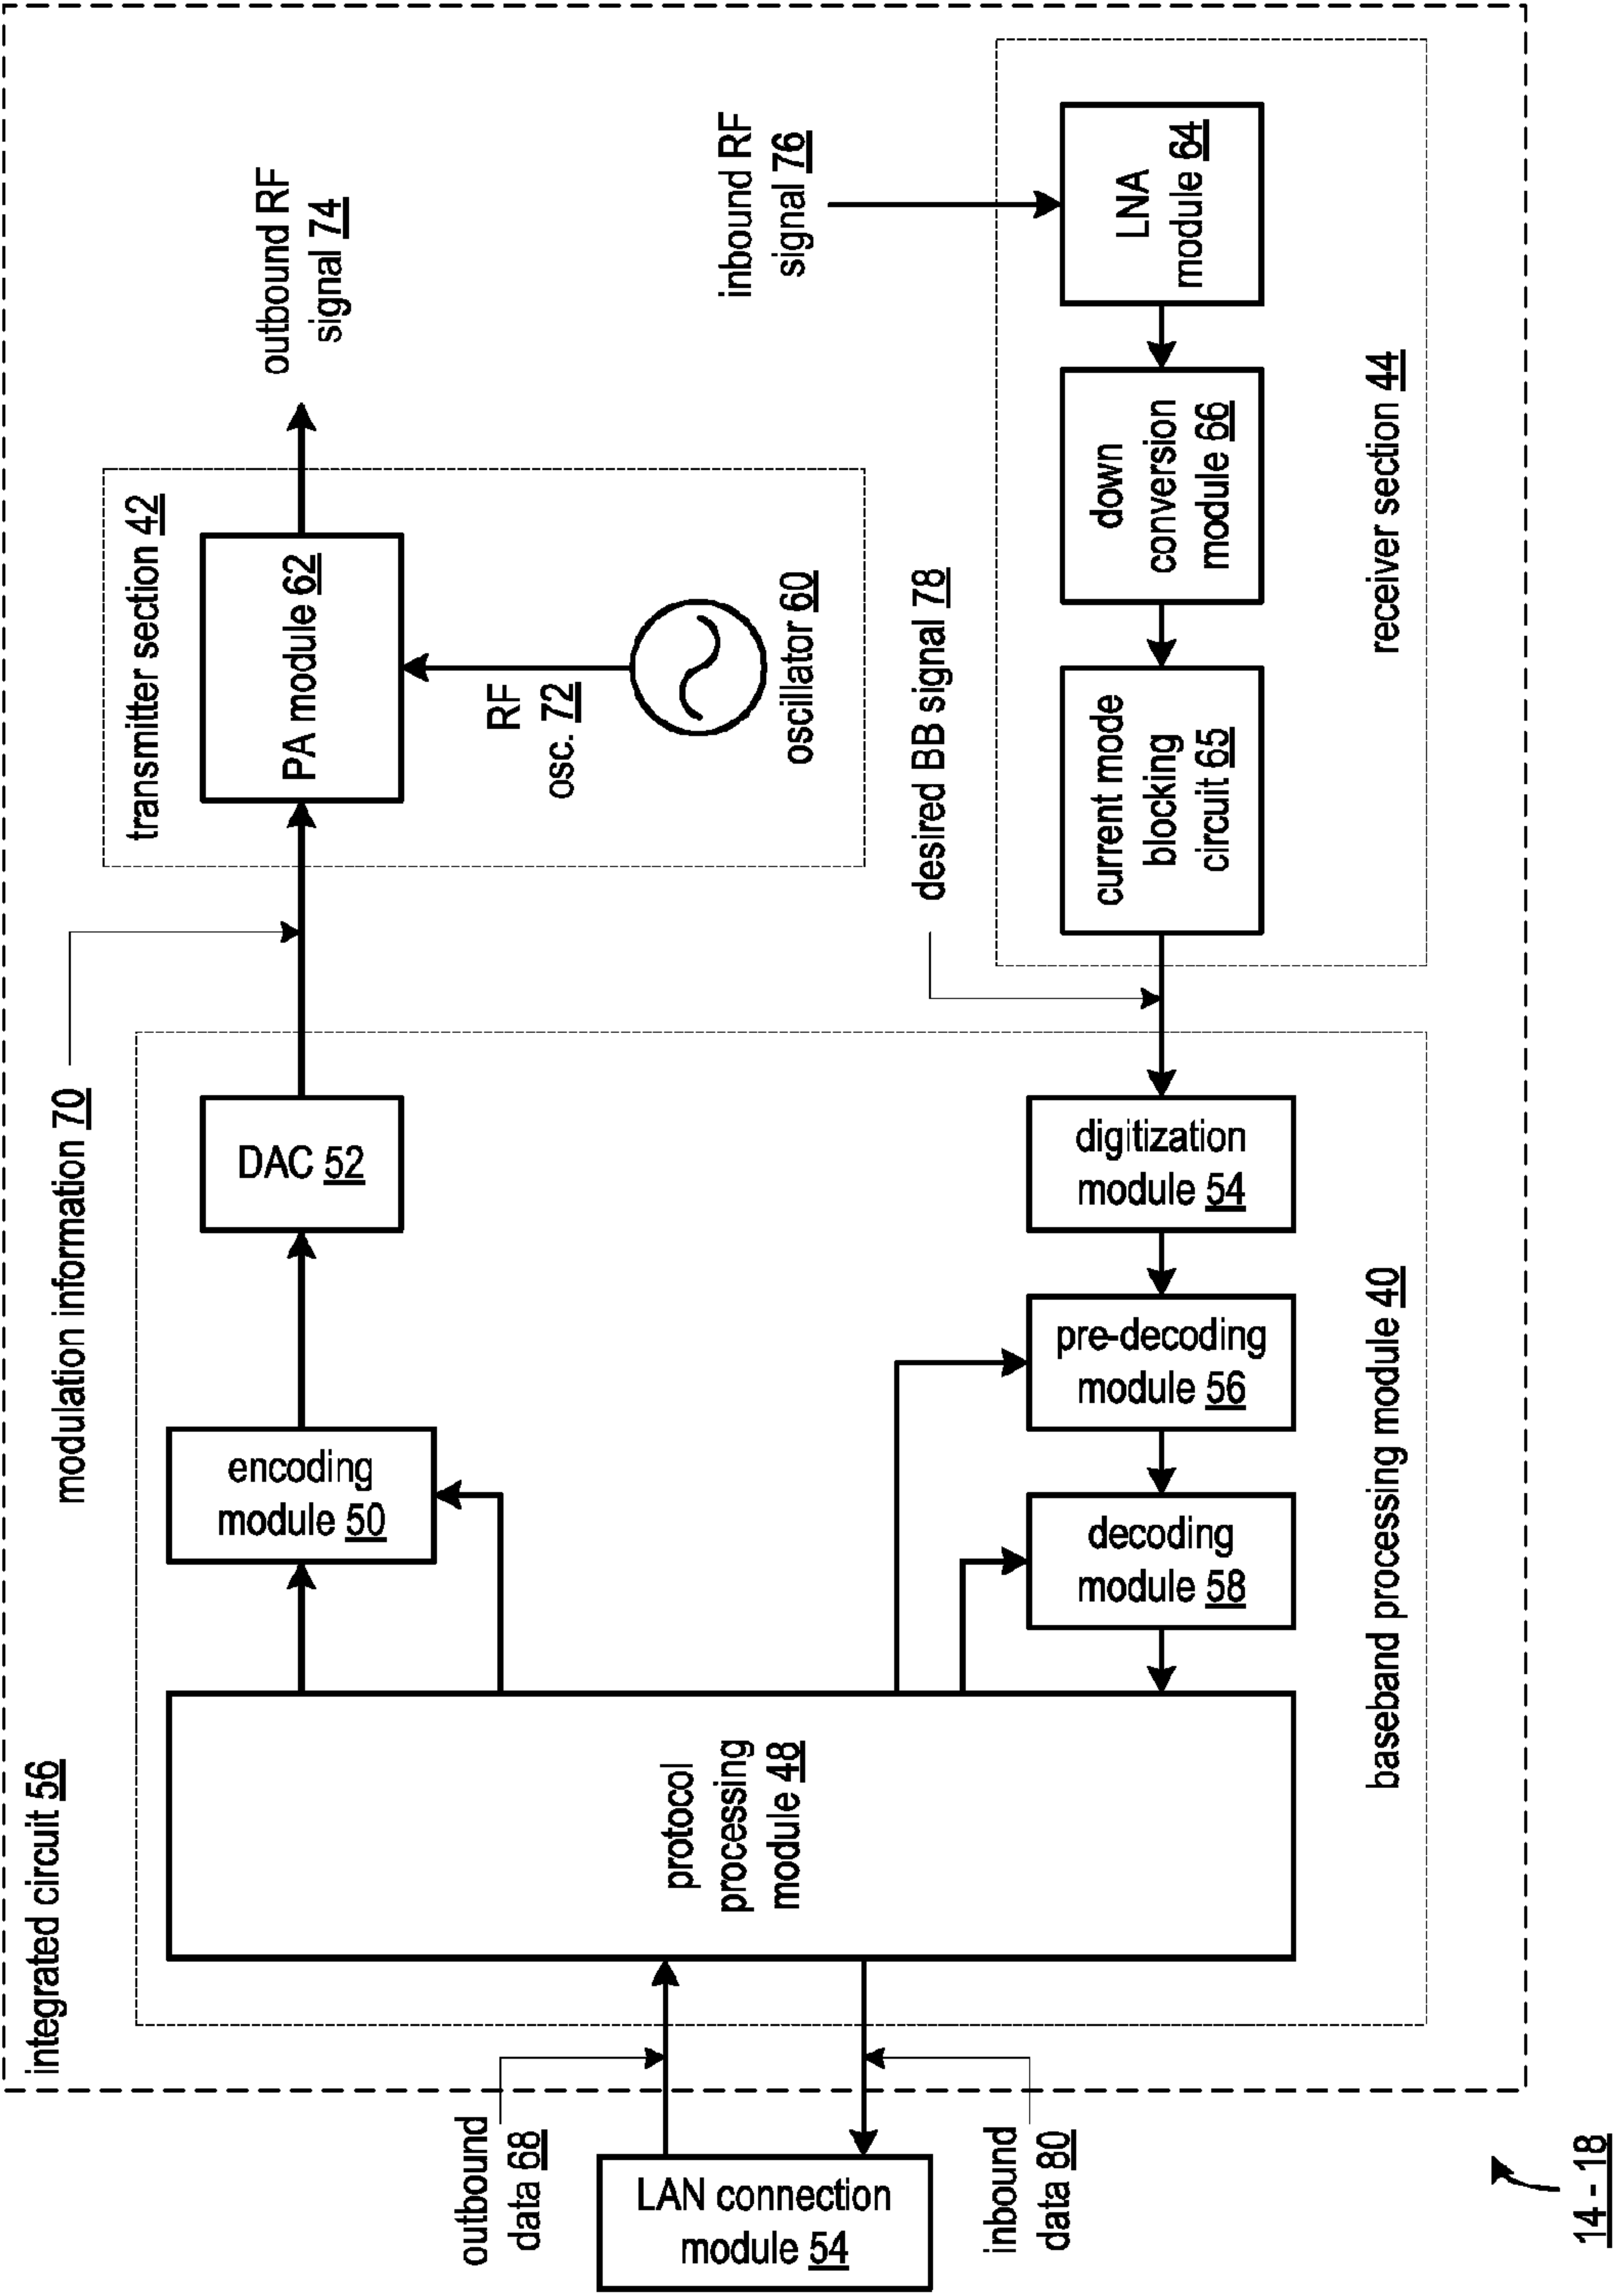 integrated circuit 56
outbound
data 68
LAN connection
module 54
inbound
data 80
protocol
processing
module 48
encoding
module 50
DAC 52
modulation information 70
transmitter section 42
PA module 62
RF
osc. 72
oscillator 60
outbound RF
signal 74
inbound RF
signal 76
LNA
module 64
down
conversion
module 66
current mode
blocking
circuit 65
receiver section 44
desired BB signal 78
digitization
module 54
pre-decoding
module 56
decoding
module 58
baseband processing module 40
14 - 18